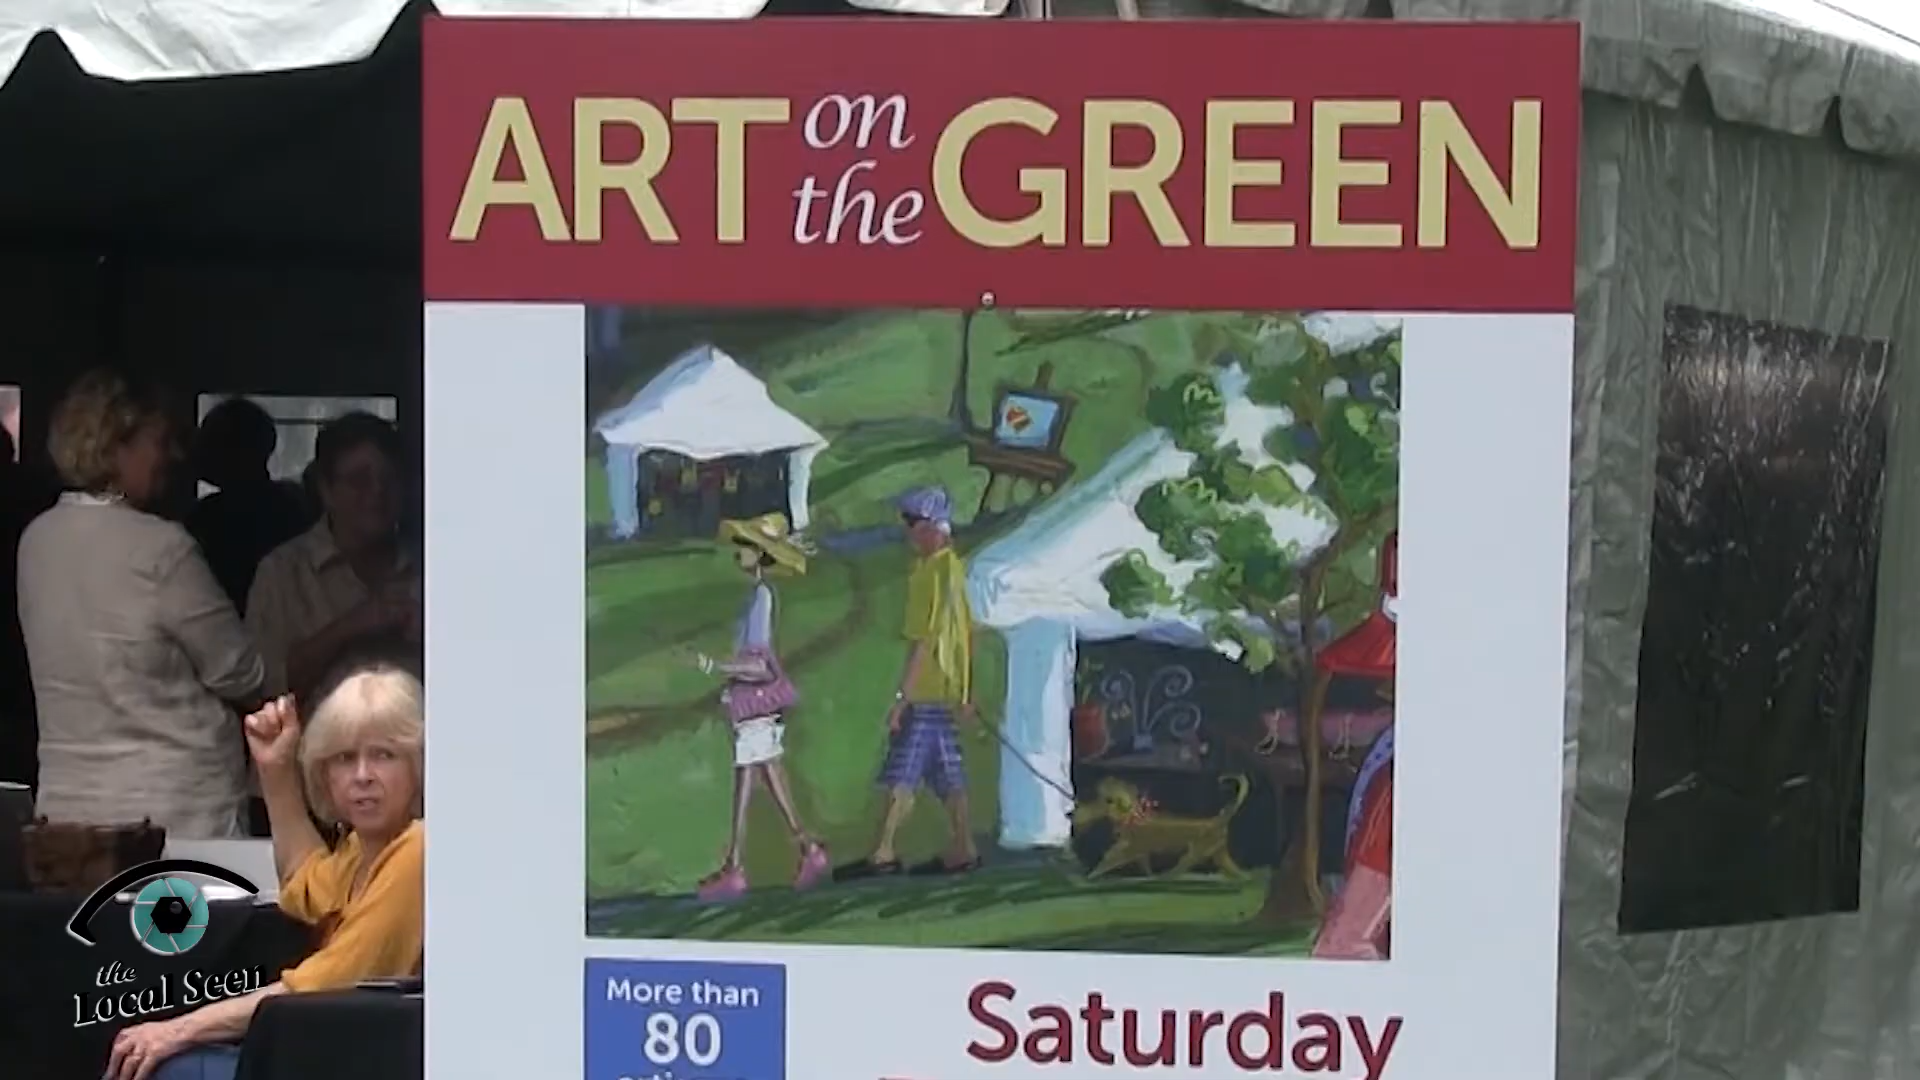 ART on the GREEN
More than
80
Saturday
the
Local Seen